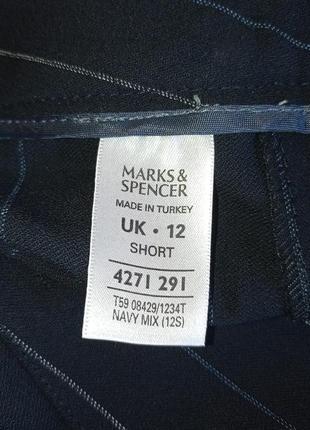 MARKS &
SPENCER
MADE IN TURKEY
UK · 12
SHORT
4271 291
T59 08429/1234T
NAVY MIX (12S)